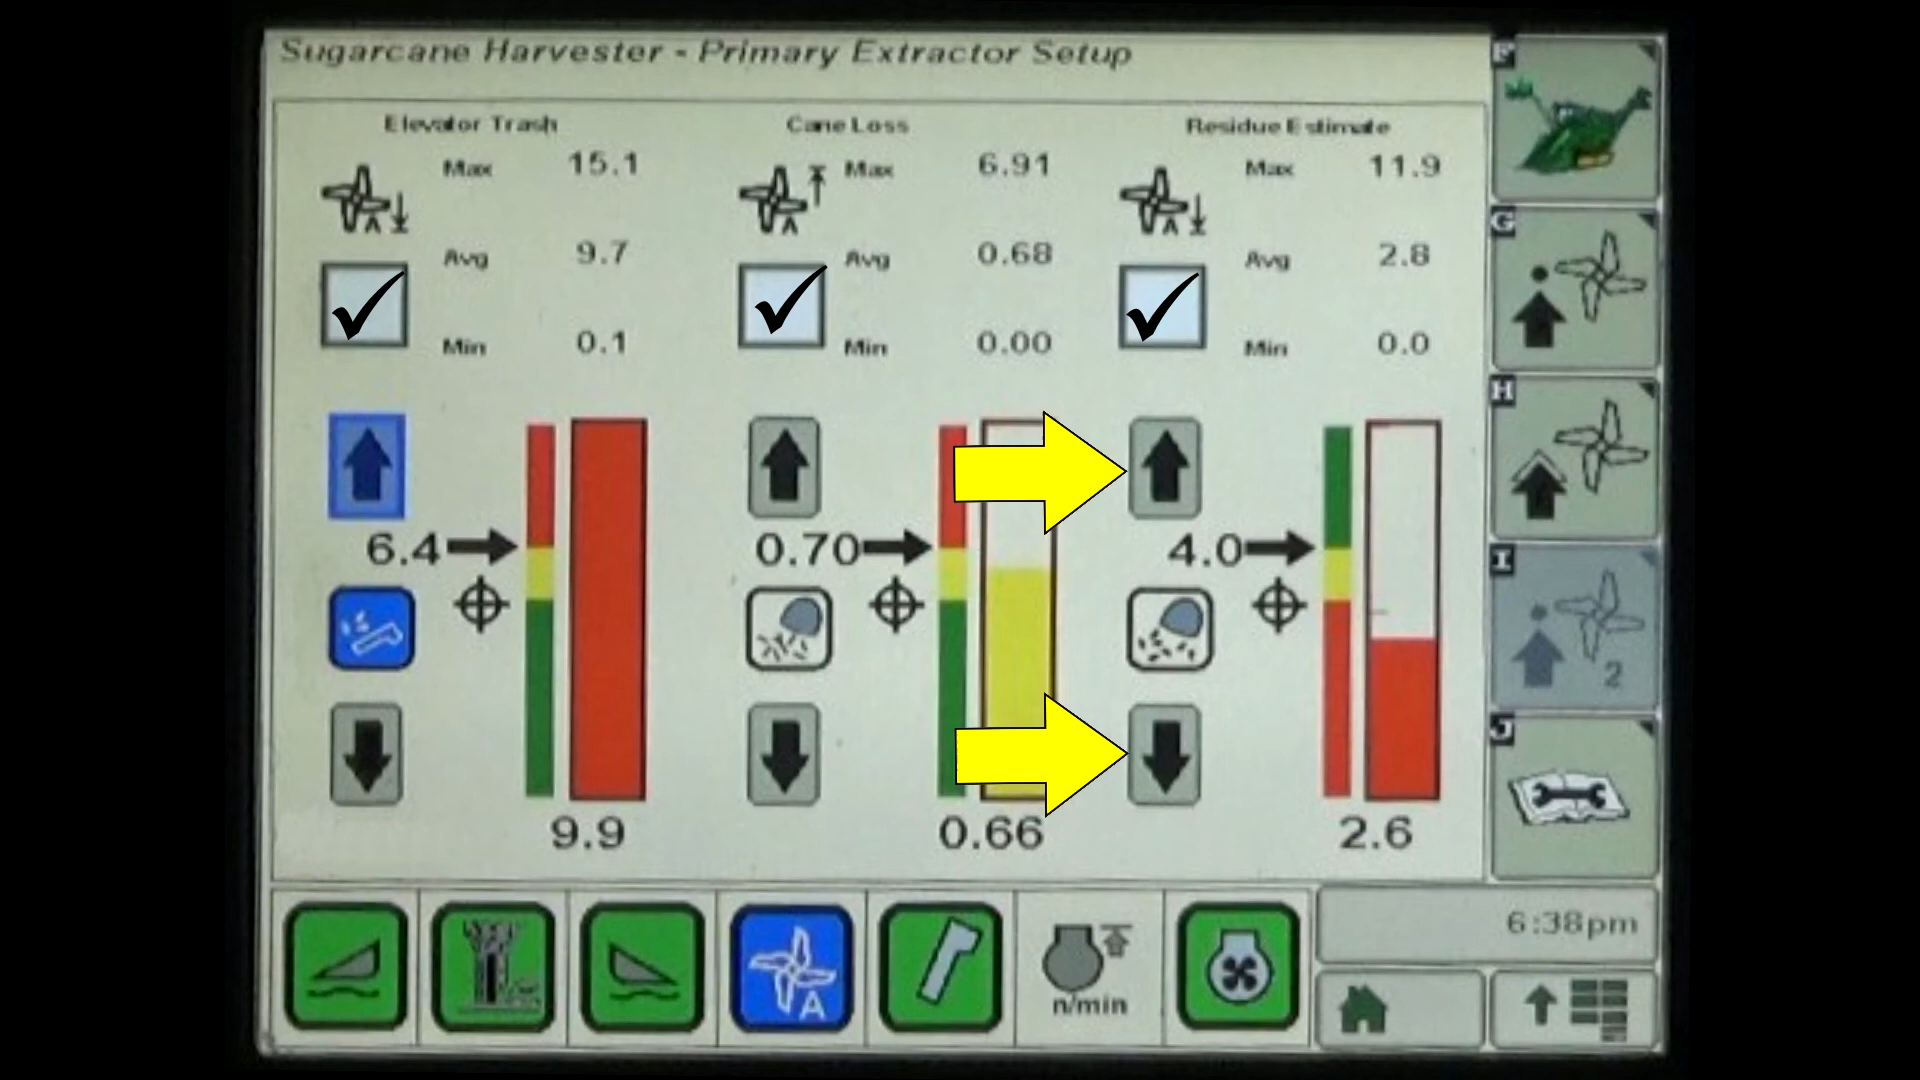 Sugarcane Harvester - Primary Extractor Setup
Elevator Trash
Max 15.1
A
Avg 9.7
Min 0.1
6.4
9.9
Cane Loss
Max 6.91
A
Avg 0.68
Min 0.00
0.70
0.66
Residue Estimate
Max 11.9
A
Avg 2.8
Min 0.0
4.0
2.6
F
G
H
I
2
J
A
n/min
6:38pm